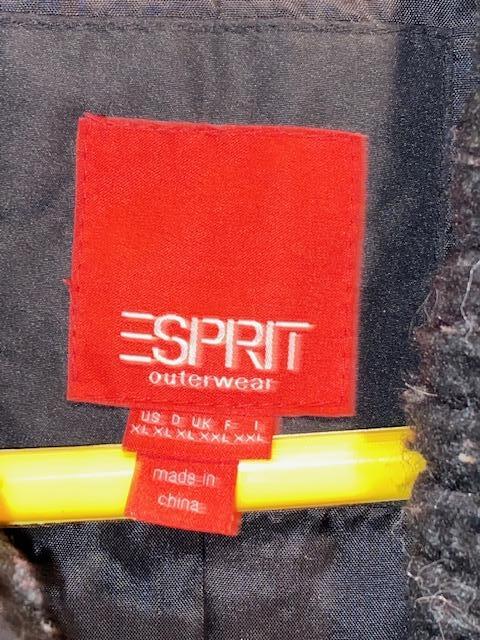 ESPRIT
outerwear
US D UK F I
XL XL XL XXL XXL
made in
china